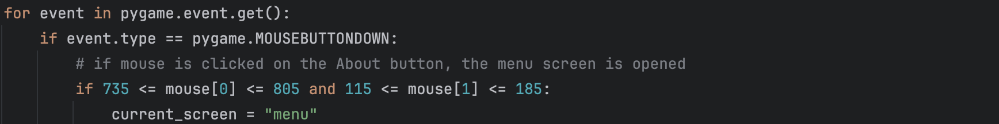 for event in pygame.event.get():
    if event.type == pygame.MOUSEBUTTONDOWN:
        # if mouse is clicked on the About button, the menu screen is opened
        if 735 <= mouse[0] <= 805 and 115 <= mouse[1] <= 185:
            current_screen = "menu"